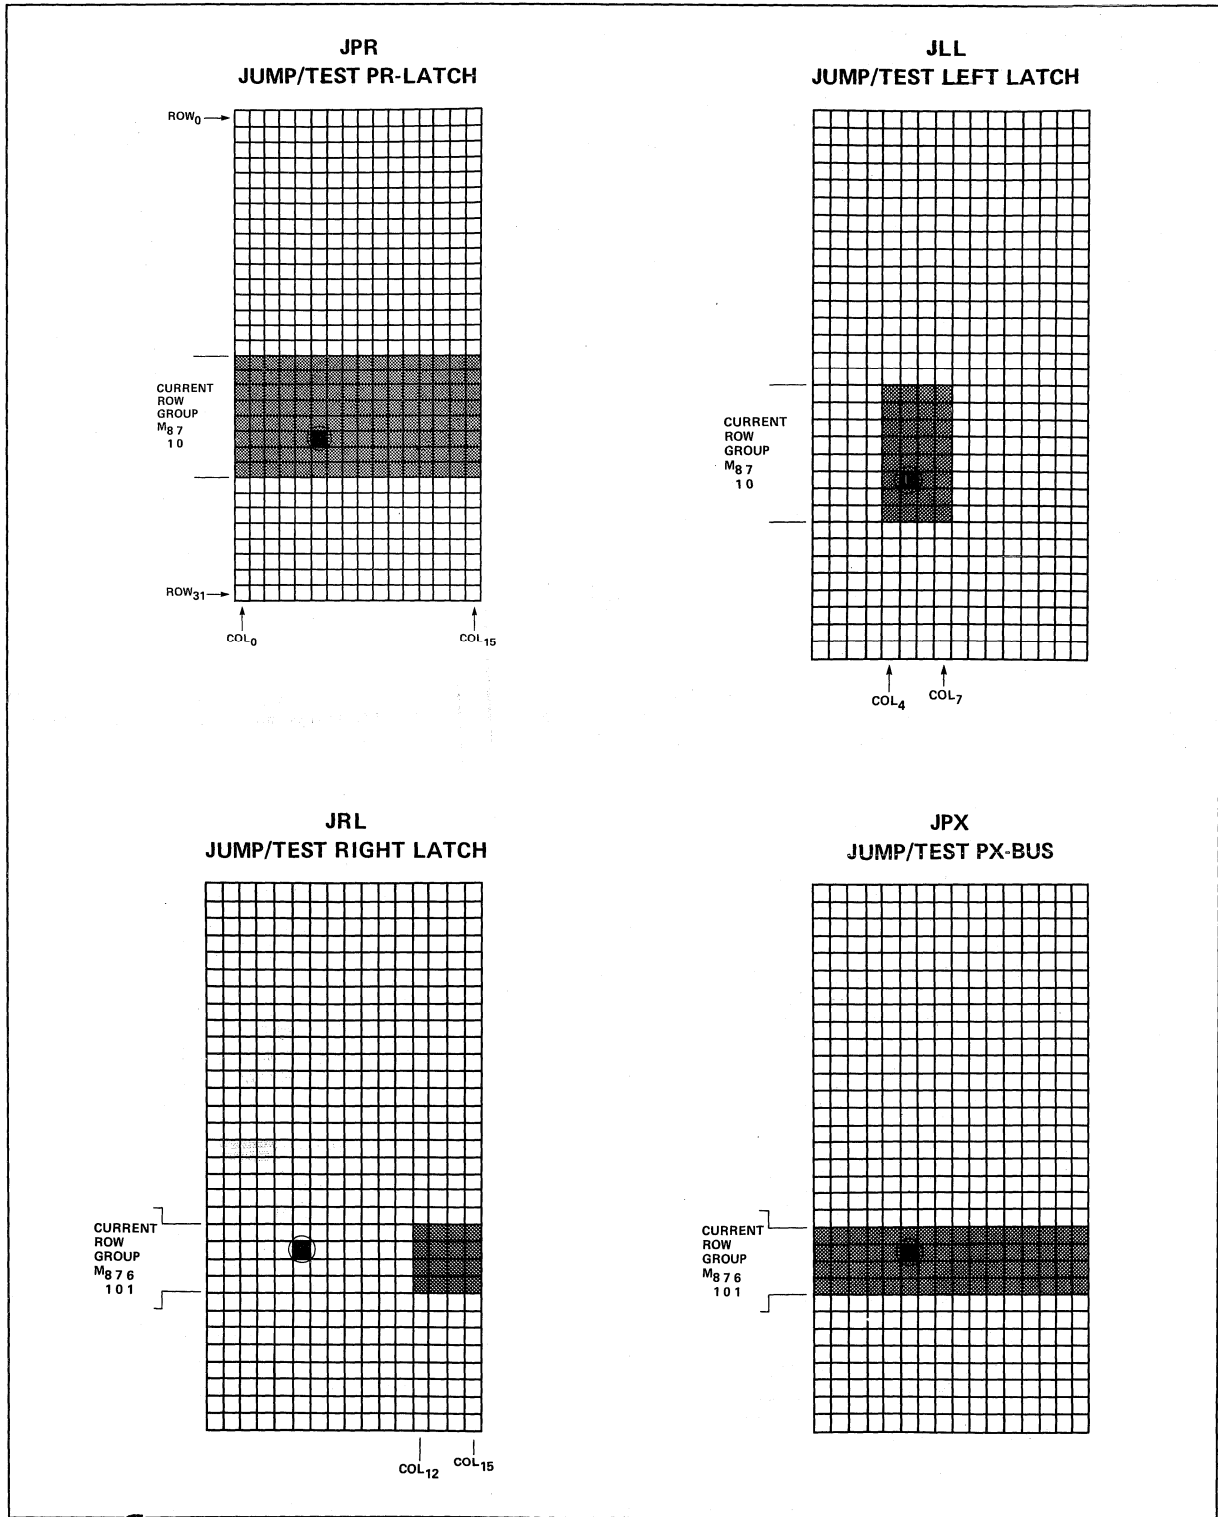 JPR
JUMP/TEST PR-LATCH
ROW0
CURRENT
ROW
GROUP
M8 7
1 0
ROW31
COL0
COL15
JLL
JUMP/TEST LEFT LATCH
CURRENT
ROW
GROUP
M8 7
1 0
COL4
COL7
JRL
JUMP/TEST RIGHT LATCH
CURRENT
ROW
GROUP
M8 7 6
1 0 1
COL12
COL15
JPX
JUMP/TEST PX-BUS
CURRENT
ROW
GROUP
M8 7 6
1 0 1